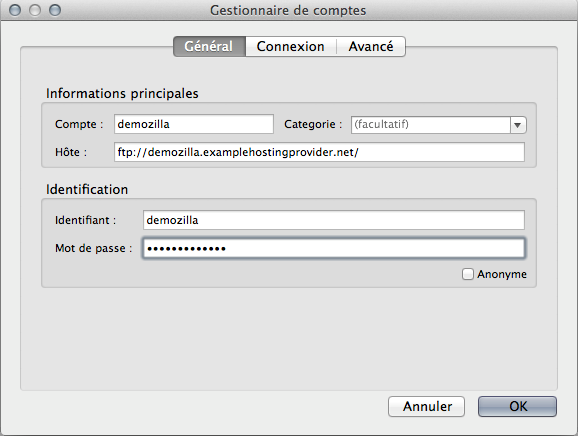 Gestionnaire de comptes
Général Connexion Avancé
Informations principales
Compte : demozilla Categorie : (facultatif)
Hôte : ftp://demozilla.examplehostingprovider.net/
Identification
Identifiant : demozilla
Mot de passe : •••••••••••••
Anonyme
Annuler OK